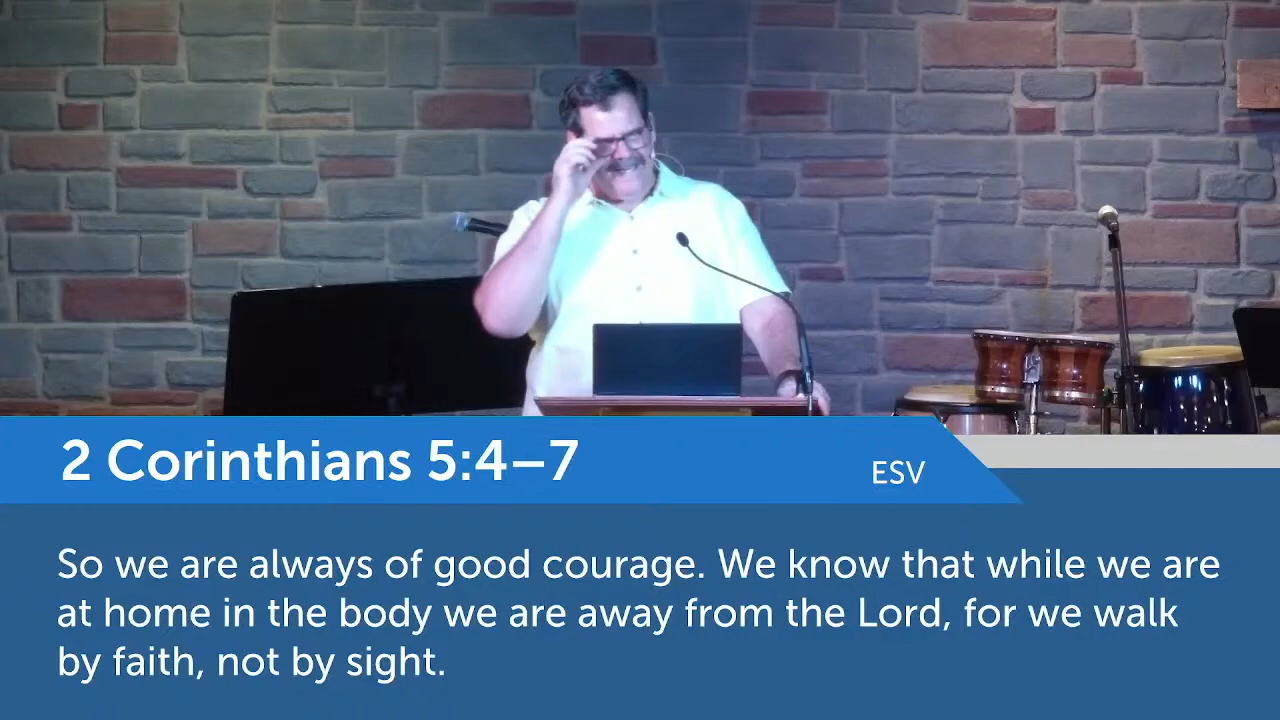 2 Corinthians 5:4–7
ESV
So we are always of good courage. We know that while we are
at home in the body we are away from the Lord, for we walk
by faith, not by sight.